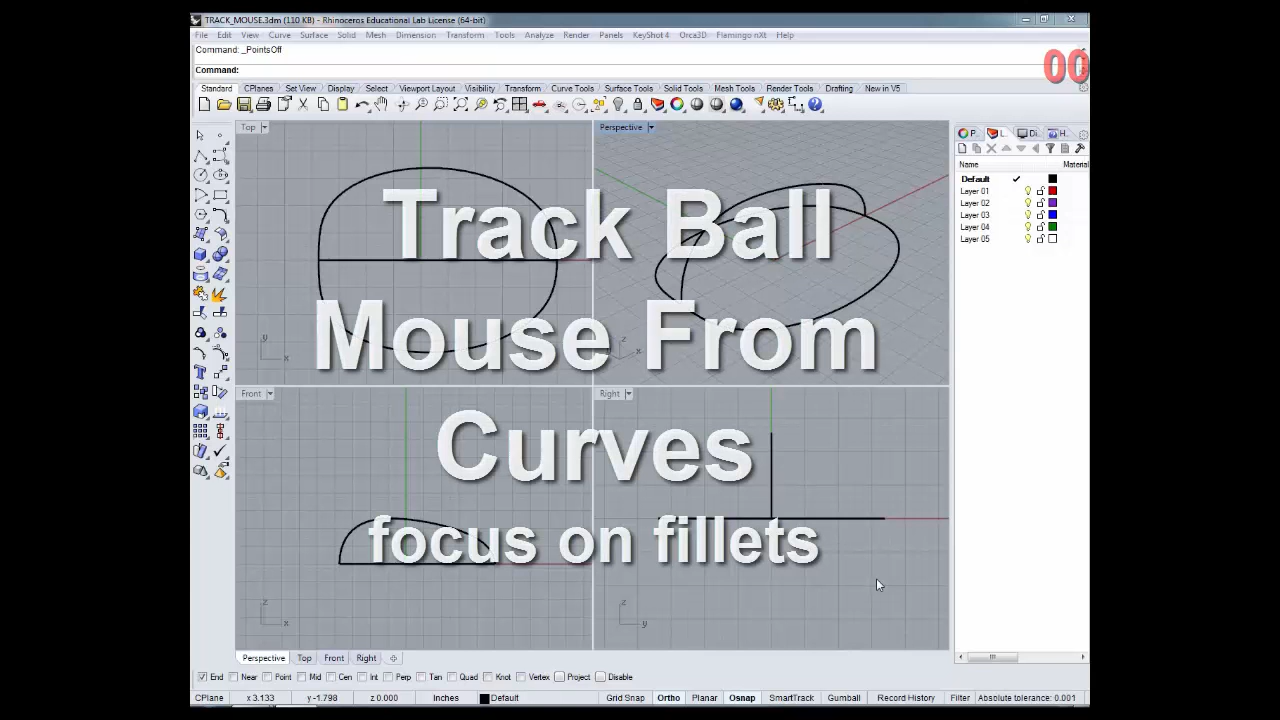 TRACK_MOUSE.3dm (110 KB) - Rhinoceros Educational Lab License (64-bit)
File Edit View Curve Surface Solid Mesh Dimension Transform Tools Analyze Render Panels KeyShot 4 Orca3D Flamingo nXt Help
Command: _PointsOff
Command:
00
Standard CPlanes Set View Display Select Viewport Layout Visibility Transform Curve Tools Surface Tools Solid Tools Mesh Tools Render Tools Drafting New in V5
Top
Perspective
P... L... Di H...
Name Material
Default
Layer 01
Layer 02
Layer 03
Layer 04
Layer 05
Track Ball
Mouse From
Curves
focus on fillets
y
x
z
x
Front
Right
z
x
z
y
Perspective Top Front Right
End Near Point Mid Cen Int Perp Tan Quad Knot Vertex Project Disable
CPlane x 3.133 y -1.798 z 0.000 Inches Default Grid Snap Ortho Planar Osnap SmartTrack Gumball Record History Filter Absolute tolerance: 0.001